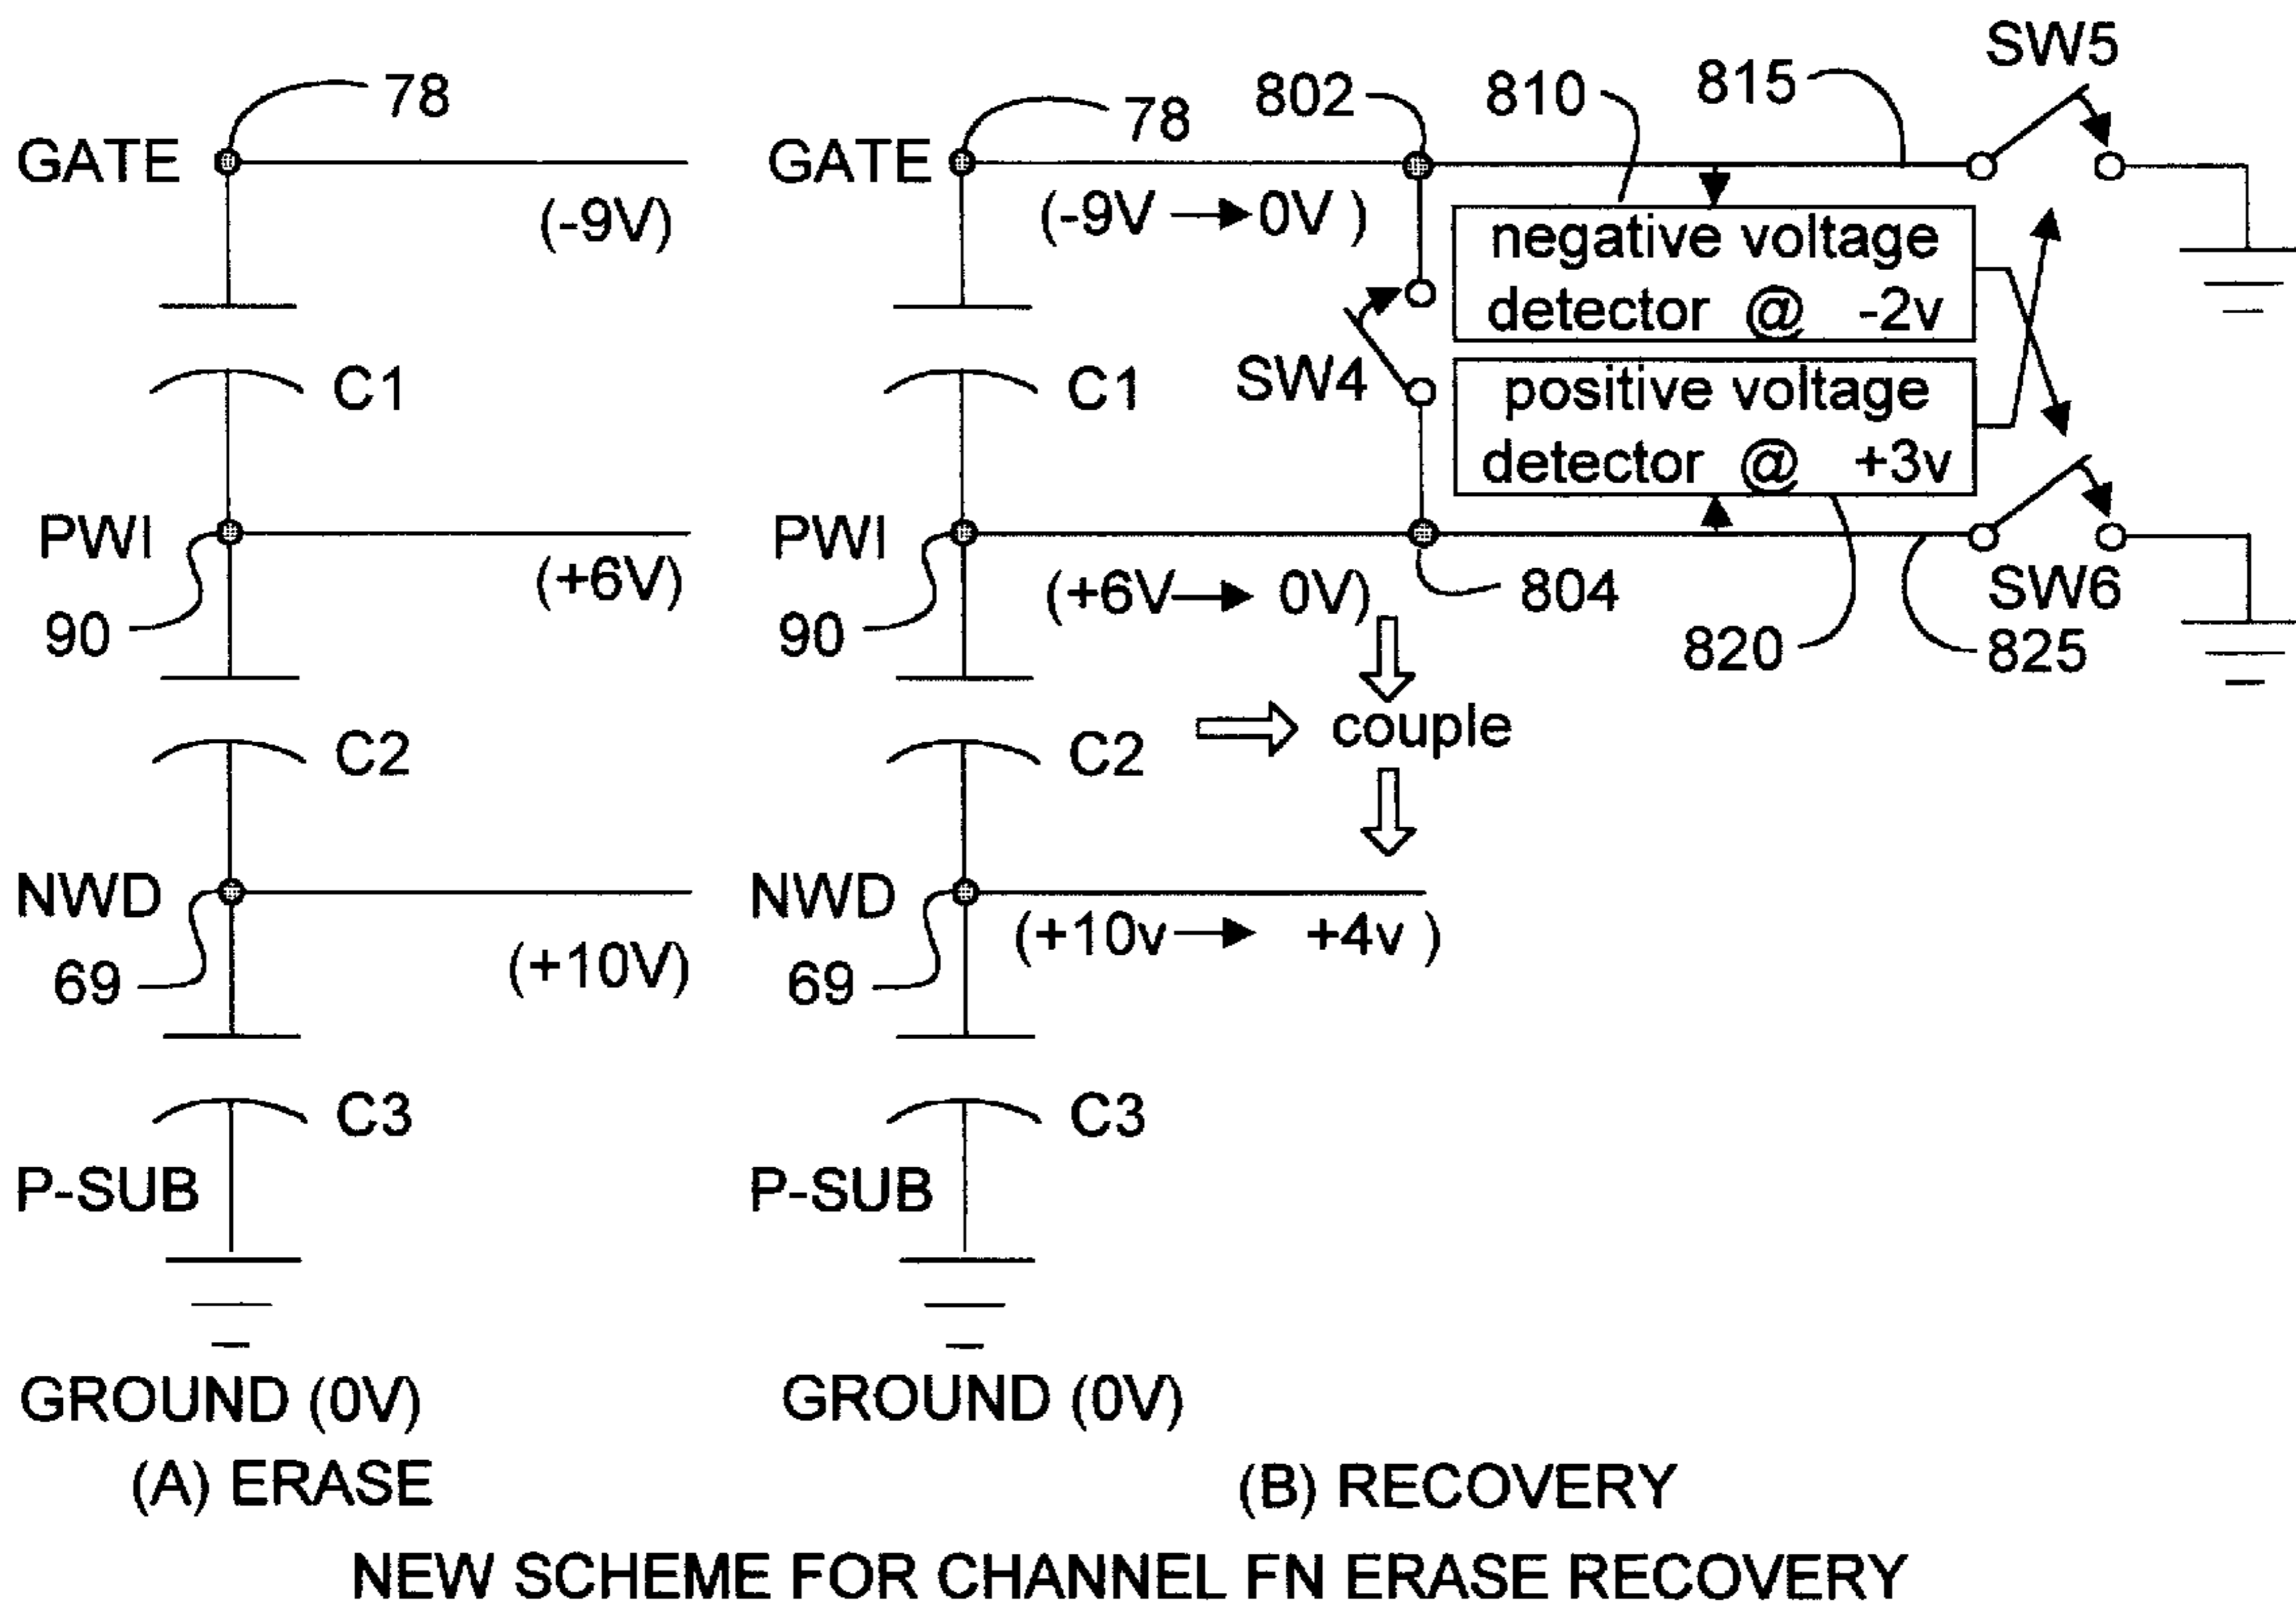 78
GATE
(-9V)
C1
PWI
(+6V)
90
C2
NWD
(+10V)
69
C3
P-SUB
GROUND (0V)
(A) ERASE
78
802
810
815
SW5
GATE
(-9V 0V )
negative voltage
detector @ -2v
SW4
C1
positive voltage
detector @ +3v
PWI
(+6V 0V)
804
SW6
90
820
825
couple
C2
NWD
(+10v +4v )
69
C3
P-SUB
GROUND (0V)
(B) RECOVERY
NEW SCHEME FOR CHANNEL FN ERASE RECOVERY